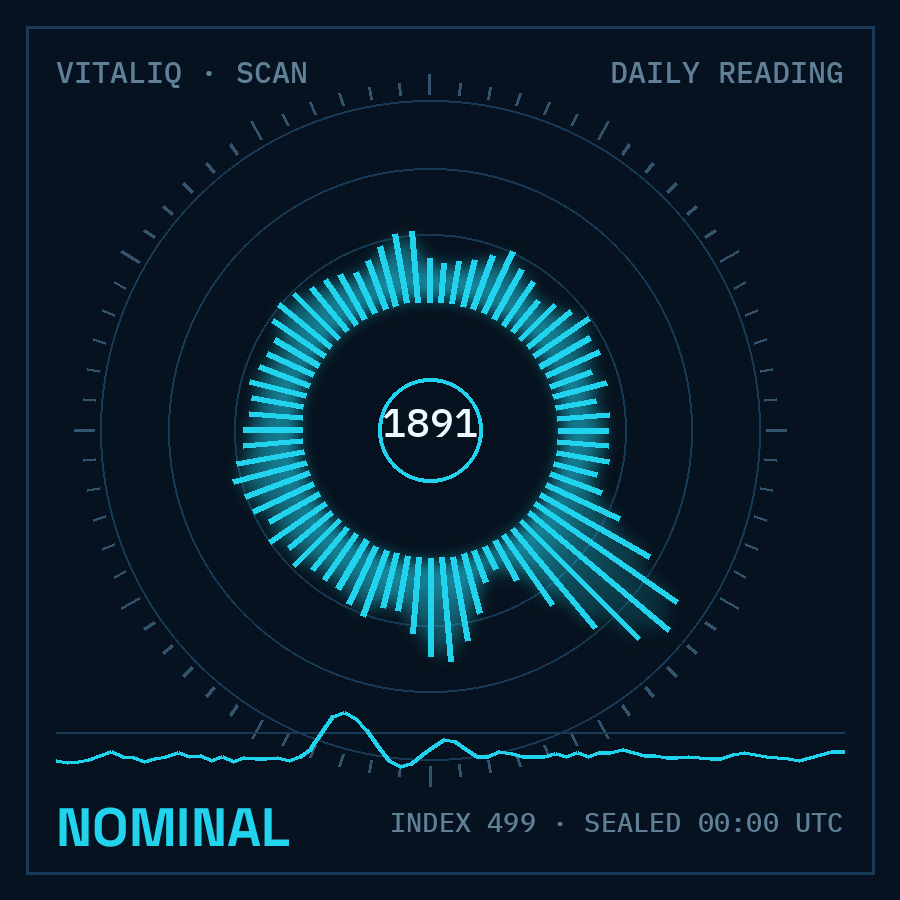 VITALIQ · SCAN
DAILY READING
1891
NOMINAL
INDEX 499 · SEALED 00:00 UTC